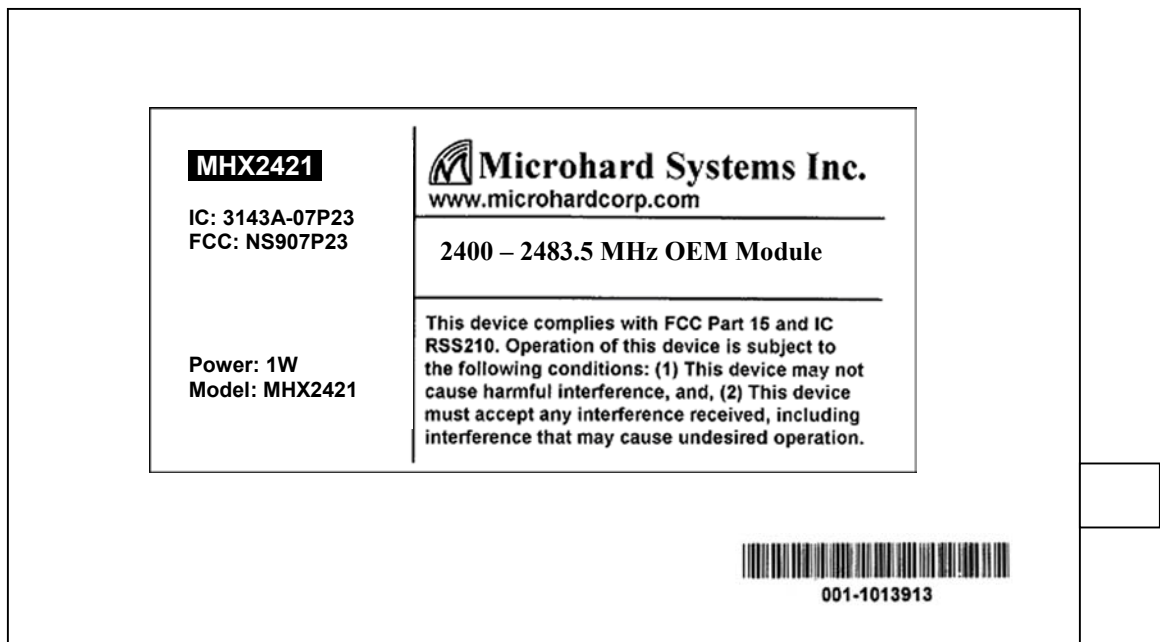 MHX2421
IC: 3143A-07P23
FCC: NS907P23
Power: 1W
Model: MHX2421
Microhard Systems Inc.
www.microhardcorp.com
2400 – 2483.5 MHz OEM Module
This device complies with FCC Part 15 and IC
RSS210. Operation of this device is subject to
the following conditions: (1) This device may not
cause harmful interference, and, (2) This device
must accept any interference received, including
interference that may cause undesired operation.
001-1013913